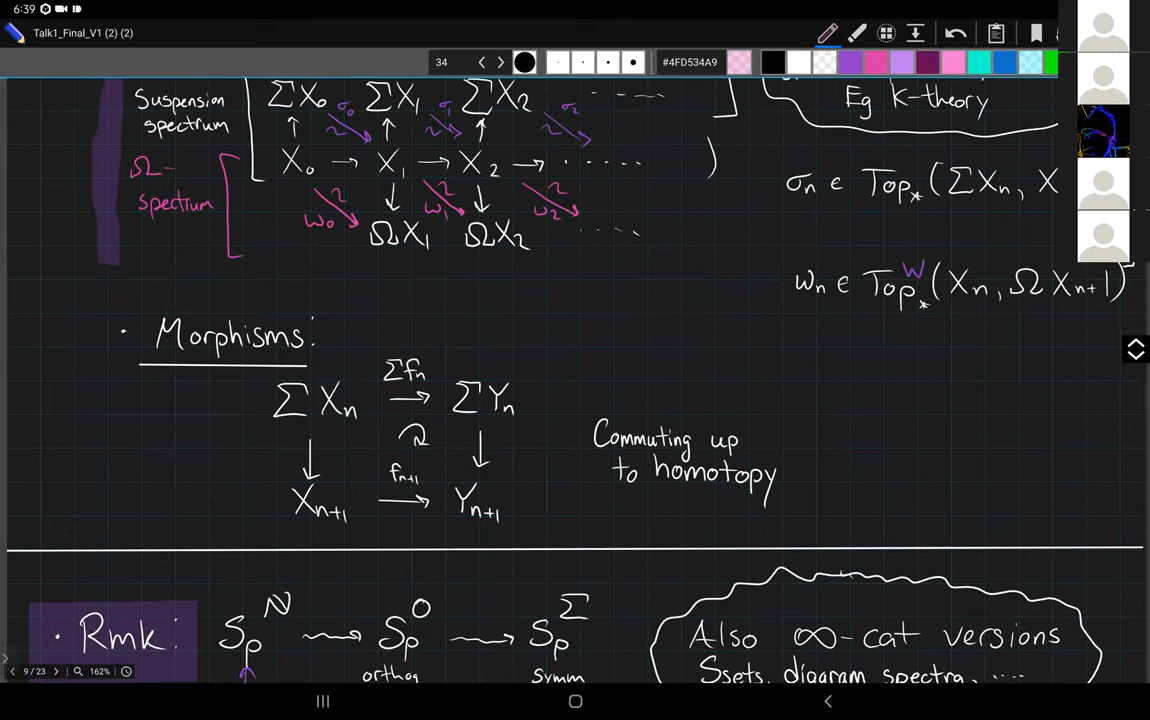 6:39
Talk1_Final_V1 (2) (2)
34
#4FD534A9
Suspension spectrum
ΣX₀ ΣX₁ ΣX₂ ......
σ₀ σ₁ σ₂
X₀ → X₁ → X₂ → ...... )
Ω-spectrum
ω₀ ω₁ ω₂
ΩX₁ ΩX₂ ......
Eg K-theory
σₙ ∈ Top_*(ΣXₙ, X
ωₙ ∈ Top_*^W(Xₙ, ΩXₙ₊₁)
• Morphisms:
Σfₙ
ΣXₙ → ΣYₙ
fₙ₊₁
Xₙ₊₁ → Yₙ₊₁
Commuting up
to homotopy
• Rmk: Sp^ℕ ⇝ Sp^O ⇝ Sp^Σ
orthog symm
Also ∞-cat versions
Ssets, diagram spectra, ....
9 / 23
162%